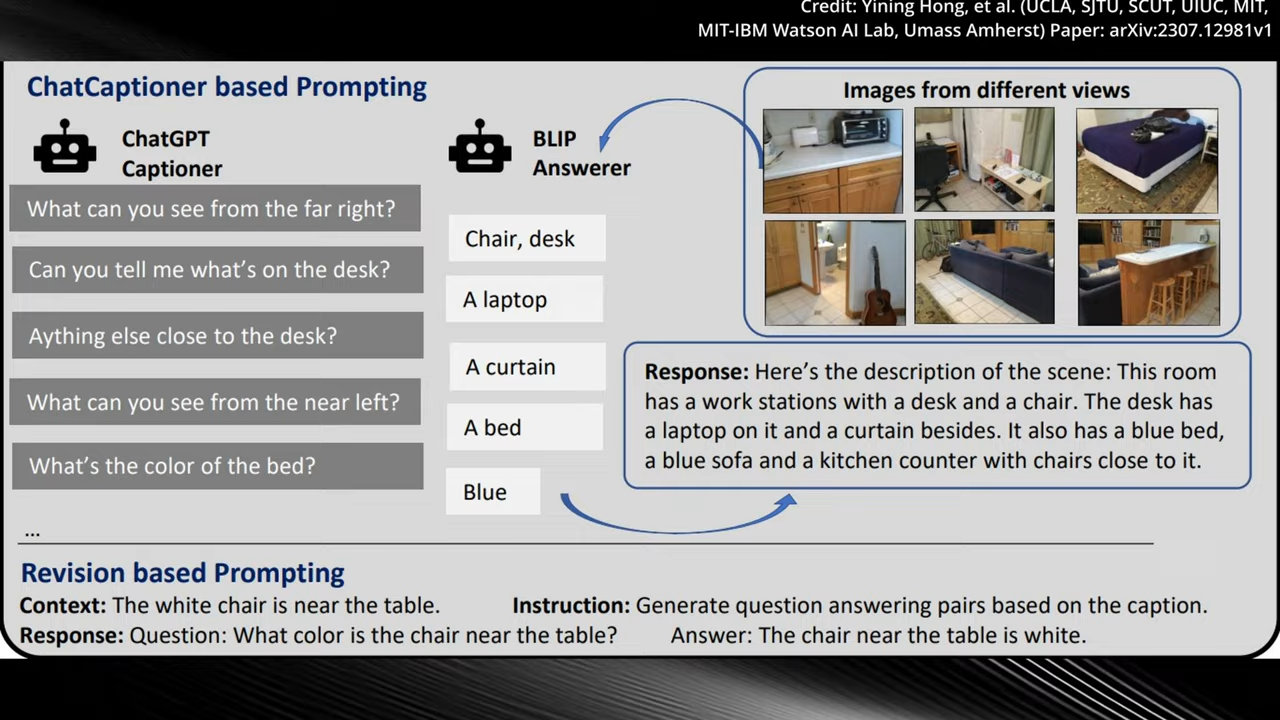 Credit: Yining Hong, et al. (UCLA, SJTU, SCUT, UIUC, MIT,
MIT-IBM Watson AI Lab, Umass Amherst) Paper: arXiv:2307.12981v1
ChatCaptioner based Prompting
ChatGPT
Captioner
What can you see from the far right?
Can you tell me what's on the desk?
Aything else close to the desk?
What can you see from the near left?
What's the color of the bed?
...
BLIP
Answerer
Chair, desk
A laptop
A curtain
A bed
Blue
Images from different views
Response: Here's the description of the scene: This room
has a work stations with a desk and a chair. The desk has
a laptop on it and a curtain besides. It also has a blue bed,
a blue sofa and a kitchen counter with chairs close to it.
Revision based Prompting
Context: The white chair is near the table.
Instruction: Generate question answering pairs based on the caption.
Response: Question: What color is the chair near the table?
Answer: The chair near the table is white.